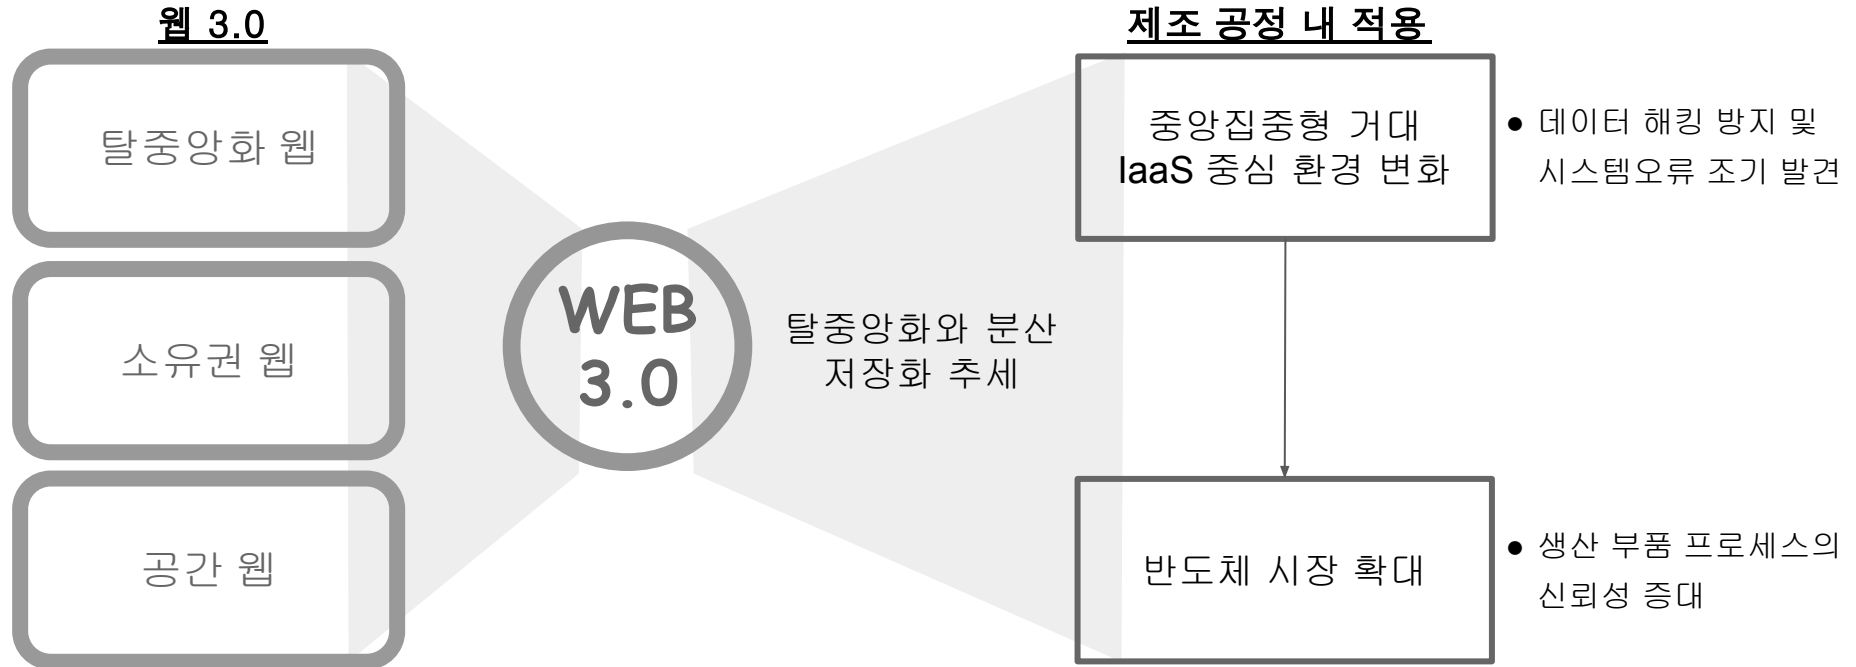 웹 3.0
탈중앙화 웹
소유권 웹
공간 웹
WEB
3.0
탈중앙화와 분산
저장화 추세
제조 공정 내 적용
중앙집중형 거대
IaaS 중심 환경 변화
● 데이터 해킹 방지 및
시스템오류 조기 발견
반도체 시장 확대
● 생산 부품 프로세스의
신뢰성 증대